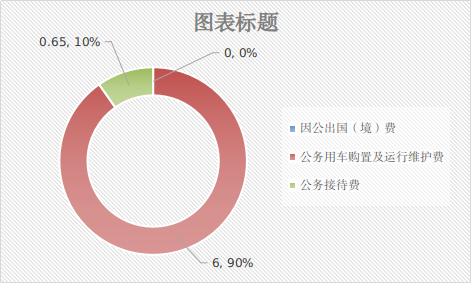 图表标题
0.65, 10%
0, 0%
因公出国（境）费
公务用车购置及运行维护费
公务接待费
6, 90%